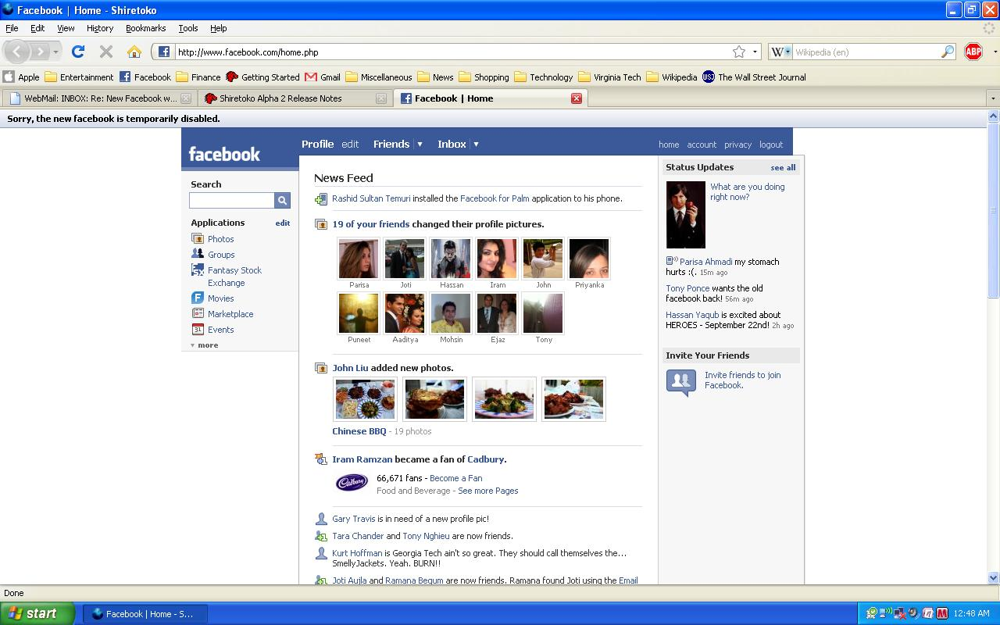 Facebook | Home - Shiretoko
File Edit View History Bookmarks Tools Help
http://www.facebook.com/home.php
W Wikipedia (en)
ABP
Apple Entertainment Facebook Finance Getting Started Gmail Miscellaneous News Shopping Technology Virginia Tech Wikipedia WSJ The Wall Street Journal
WebMail: INBOX: Re: New Facebook w... Shiretoko Alpha 2 Release Notes Facebook | Home
Sorry, the new facebook is temporarily disabled.
facebook
Profile edit Friends Inbox home account privacy logout
Search
Applications edit
Photos
Groups
Fantasy Stock
Exchange
Movies
Marketplace
Events
more
News Feed
Rashid Sultan Temuri installed the Facebook for Palm application to his phone.
19 of your friends changed their profile pictures.
Parisa Joti Hassan Iram John Priyanka
Puneet Aaditya Mohsin Ejaz Tony
John Liu added new photos.
Chinese BBQ - 19 photos
Iram Ramzan became a fan of Cadbury.
Cadbury
66,671 fans - Become a Fan
Food and Beverage - See more Pages
Gary Travis is in need of a new profile pic!
Tara Chander and Tony Nghieu are now friends.
Kurt Hoffman is Georgia Tech ain't so great. They should call themselves the...
SmellyJackets. Yeah. BURN!!
Joti Aujla and Ramana Begum are now friends. Ramana found Joti using the Email
Status Updates see all
What are you doing
right now?
Parisa Ahmadi my stomach
hurts :(. 15m ago
Tony Ponce wants the old
facebook back! 56m ago
Hassan Yaqub is excited about
HEROES - September 22nd! 2h ago
Invite Your Friends
Invite friends to join
Facebook.
Done
start Facebook | Home - S... 12:48 AM